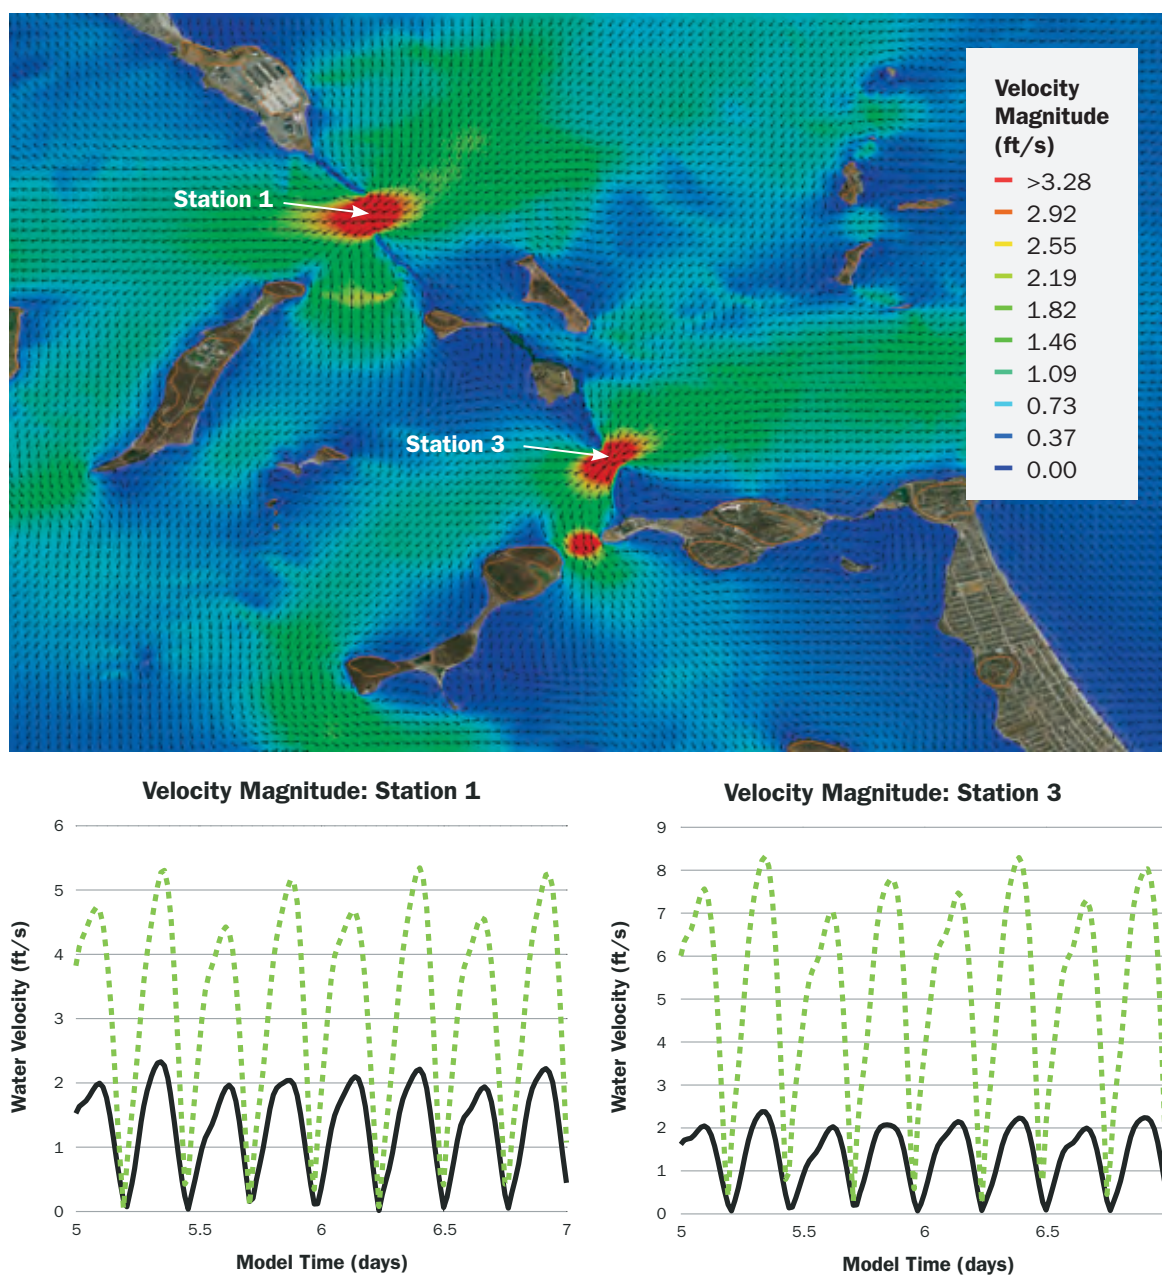 Velocity
Magnitude
(ft/s)
>3.28
2.92
2.55
2.19
1.82
1.46
1.09
0.73
0.37
0.00
Station 1
Station 3
Velocity Magnitude: Station 1
6
5
4
3
2
1
0
Water Velocity (ft/s)
5 5.5 6 6.5 7
Model Time (days)
Velocity Magnitude: Station 3
9
8
7
6
5
4
3
2
1
0
Water Velocity (ft/s)
5 5.5 6 6.5
Model Time (days)